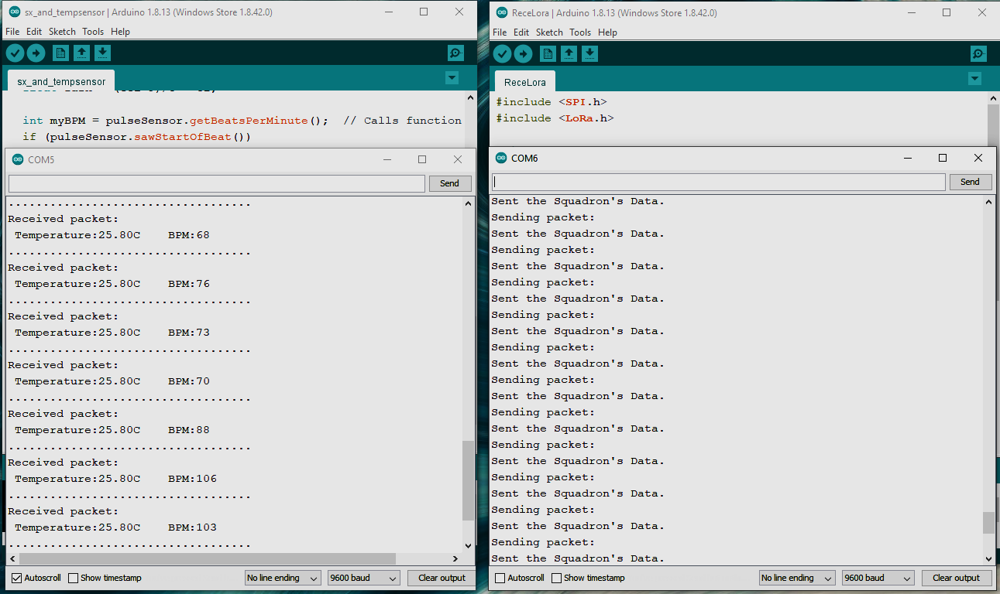 sx_and_tempsensor | Arduino 1.8.13 (Windows Store 1.8.42.0)
File Edit Sketch Tools Help
sx_and_tempsensor
int myBPM = pulseSensor.getBeatsPerMinute(); // Calls function
if (pulseSensor.sawStartOfBeat())
COM5
Send
...................................
Received packet:
Temperature:25.80C BPM:68
...................................
Received packet:
Temperature:25.80C BPM:76
...................................
Received packet:
Temperature:25.80C BPM:73
...................................
Received packet:
Temperature:25.80C BPM:70
...................................
Received packet:
Temperature:25.80C BPM:88
...................................
Received packet:
Temperature:25.80C BPM:106
...................................
Received packet:
Temperature:25.80C BPM:103
...................................
Autoscroll Show timestamp No line ending 9600 baud Clear output
ReceLora | Arduino 1.8.13 (Windows Store 1.8.42.0)
File Edit Sketch Tools Help
ReceLora
#include <SPI.h>
#include <LoRa.h>
COM6
Send
Sent the Squadron's Data.
Sending packet:
Sent the Squadron's Data.
Sending packet:
Sent the Squadron's Data.
Sending packet:
Sent the Squadron's Data.
Sending packet:
Sent the Squadron's Data.
Sending packet:
Sent the Squadron's Data.
Sending packet:
Sent the Squadron's Data.
Sending packet:
Sent the Squadron's Data.
Sending packet:
Sent the Squadron's Data.
Sending packet:
Sent the Squadron's Data.
Sending packet:
Sent the Squadron's Data.
Sending packet:
Sent the Squadron's Data.
Autoscroll Show timestamp No line ending 9600 baud Clear output